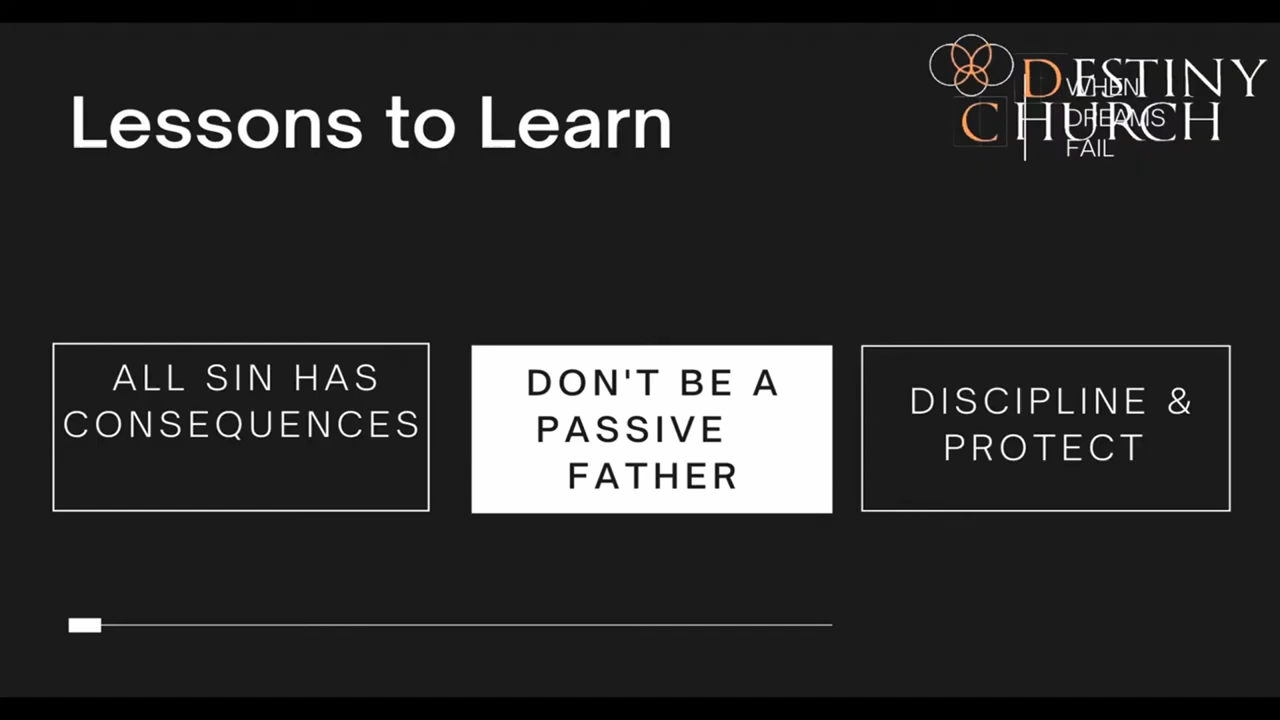 Lessons to Learn
DESTINY
CHURCH
WHEN
DREAMS
FAIL
ALL SIN HAS
CONSEQUENCES
DON'T BE A
PASSIVE
FATHER
DISCIPLINE &
PROTECT